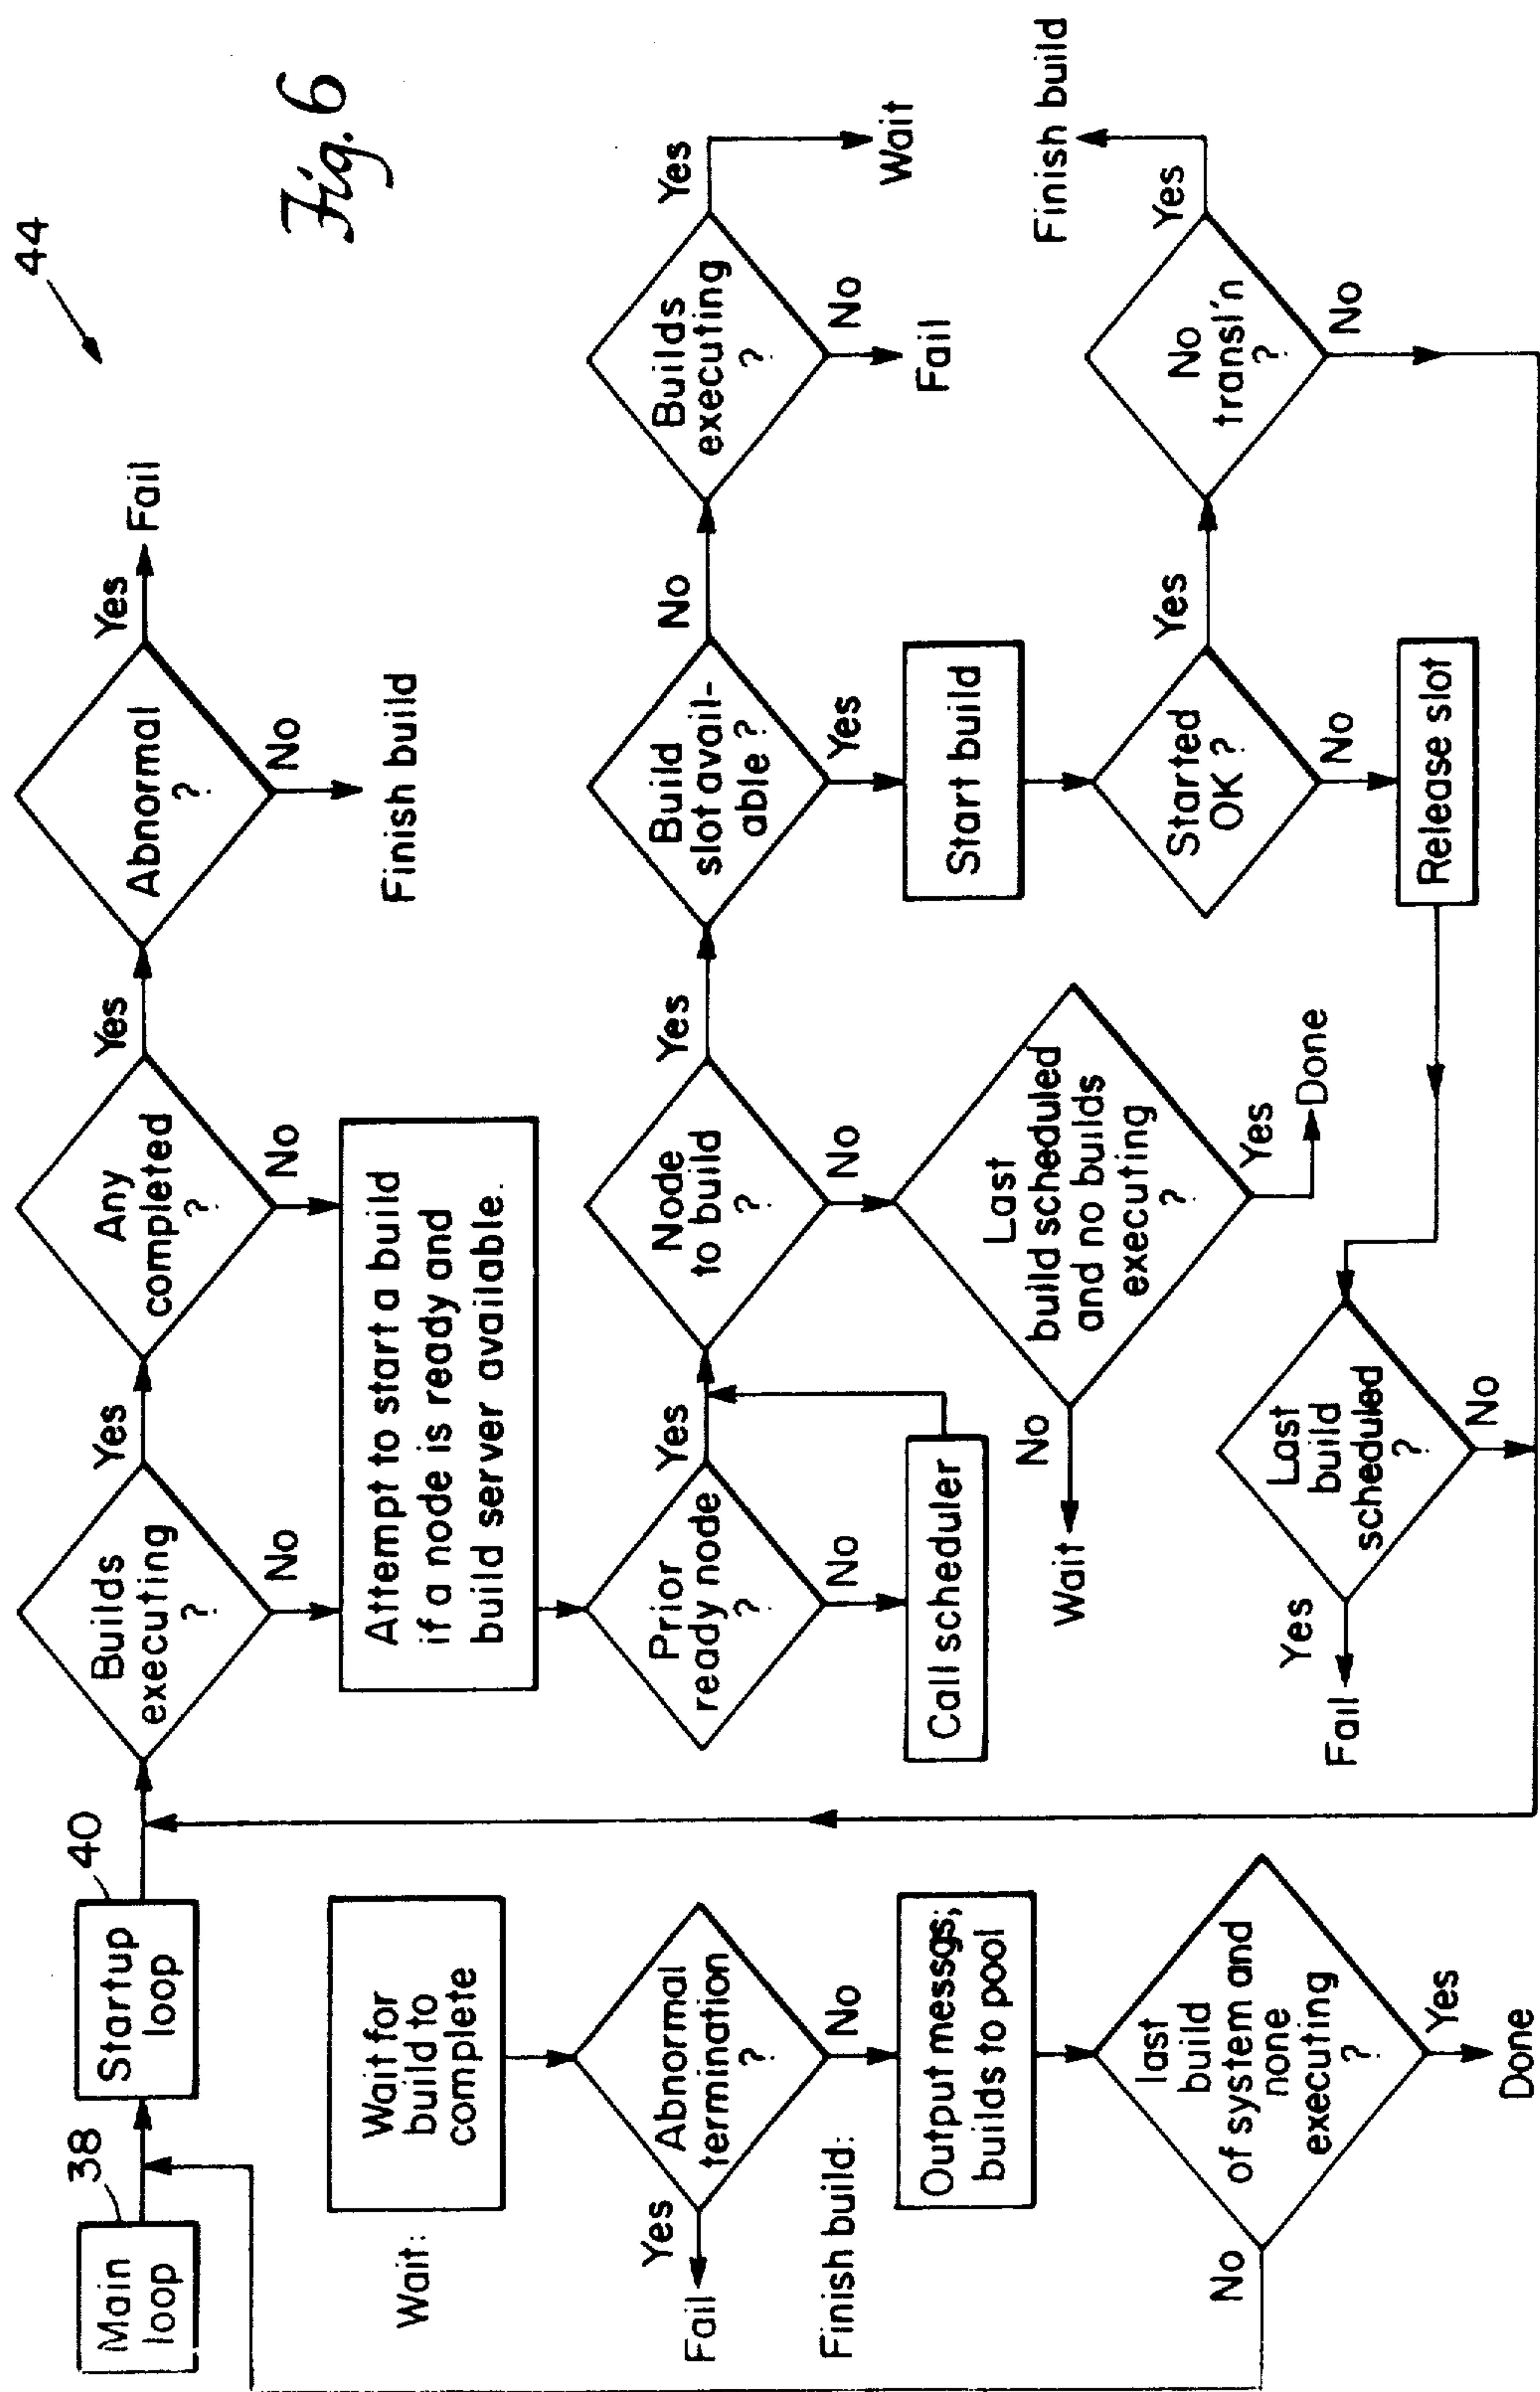 44
Fig. 6
Main
loop
38
Startup
loop
40
Builds
executing
?
Yes
No
Any
completed
?
Yes
No
Abnormal
?
Yes
Fail
No
Finish build
Attempt to start a build
if a node is ready and
build server available.
Prior
ready node
?
Yes
No
Call scheduler
Node
to build
?
Yes
No
Build
slot avail-
able ?
No
Yes
Builds
executing
?
Yes
Wait
No
Fail
Start build
Last
build scheduled
and no builds
executing
?
No
Wait
Yes
Done
Started
OK ?
Yes
No
No
transl'n
?
Yes
Finish build
No
Release slot
Last
build
scheduled
?
Yes
Fail
No
Wait :
Wait for
build to
complete
Abnormal
termination
?
Yes
Fail
No
Finish build:
Output messgs;
builds to pool
last
build
of system and
none
executing
?
No
Yes
Done